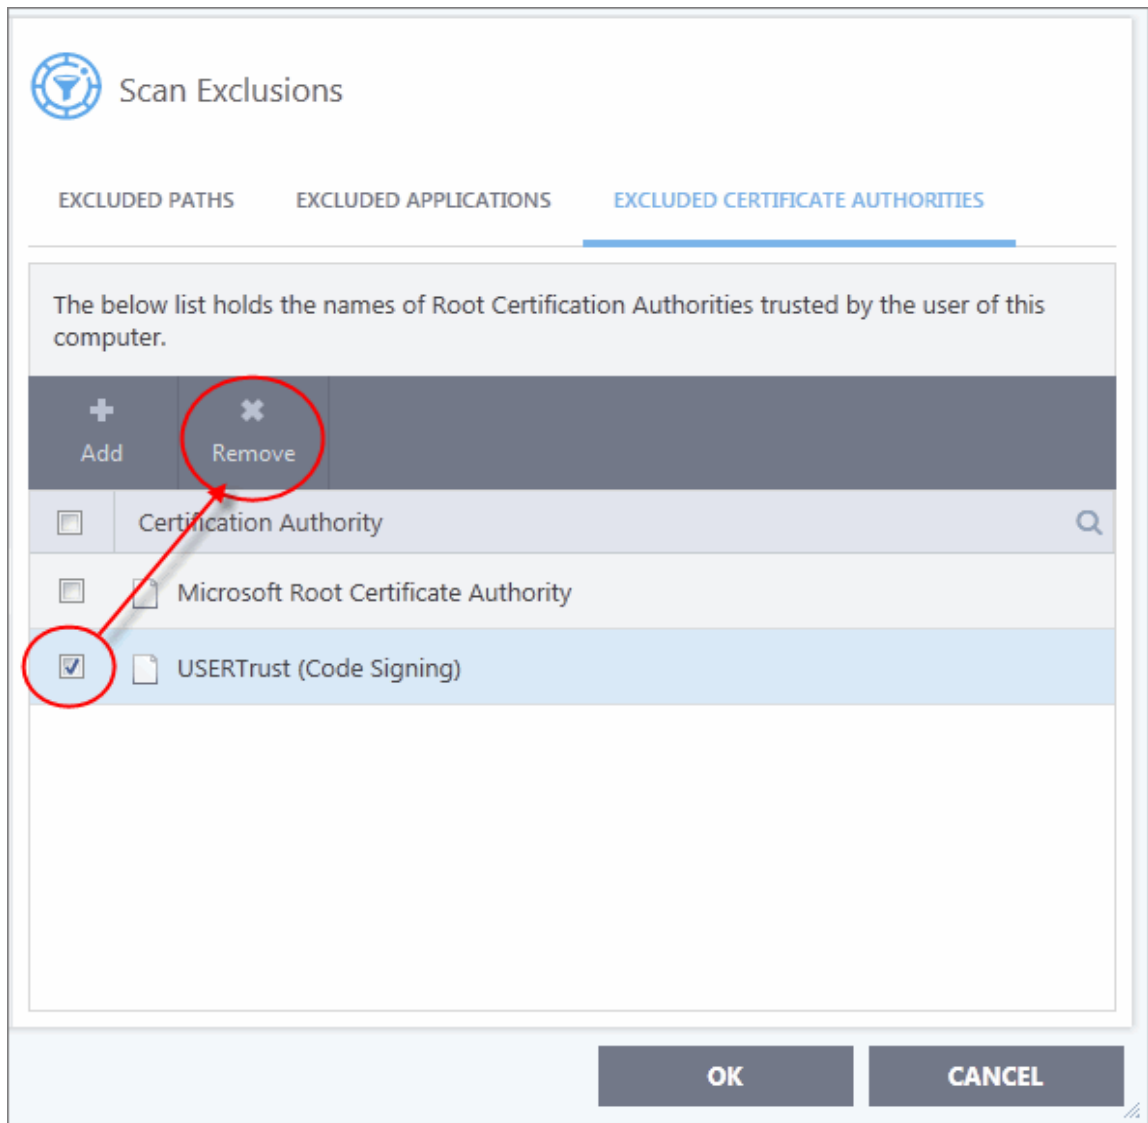 Scan Exclusions
EXCLUDED PATHS EXCLUDED APPLICATIONS EXCLUDED CERTIFICATE AUTHORITIES
The below list holds the names of Root Certification Authorities trusted by the user of this
computer.
Add Remove
Certification Authority
Microsoft Root Certificate Authority
USERTrust (Code Signing)
OK CANCEL